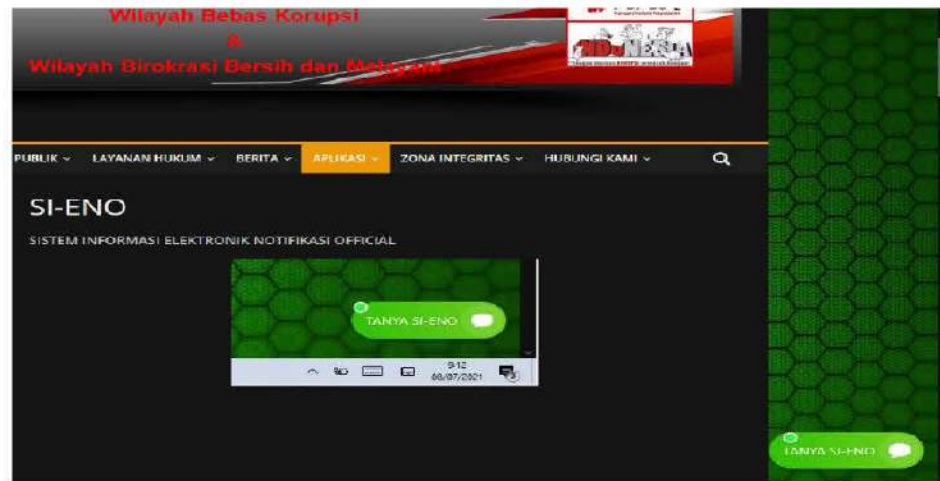 Wilayah Bebas Korupsi
&
Wilayah Birokrasi Bersih dan Melayani
PUBLIK LAYANAN HUKUM BERITA APLIKASI ZONA INTEGRITAS HUBUNGI KAMI
SI-ENO
SISTEM INFORMASI ELEKTRONIK NOTIFIKASI OFFICIAL
TANYA SI-ENO
9:12
08/07/2021
TANYA SI-ENO